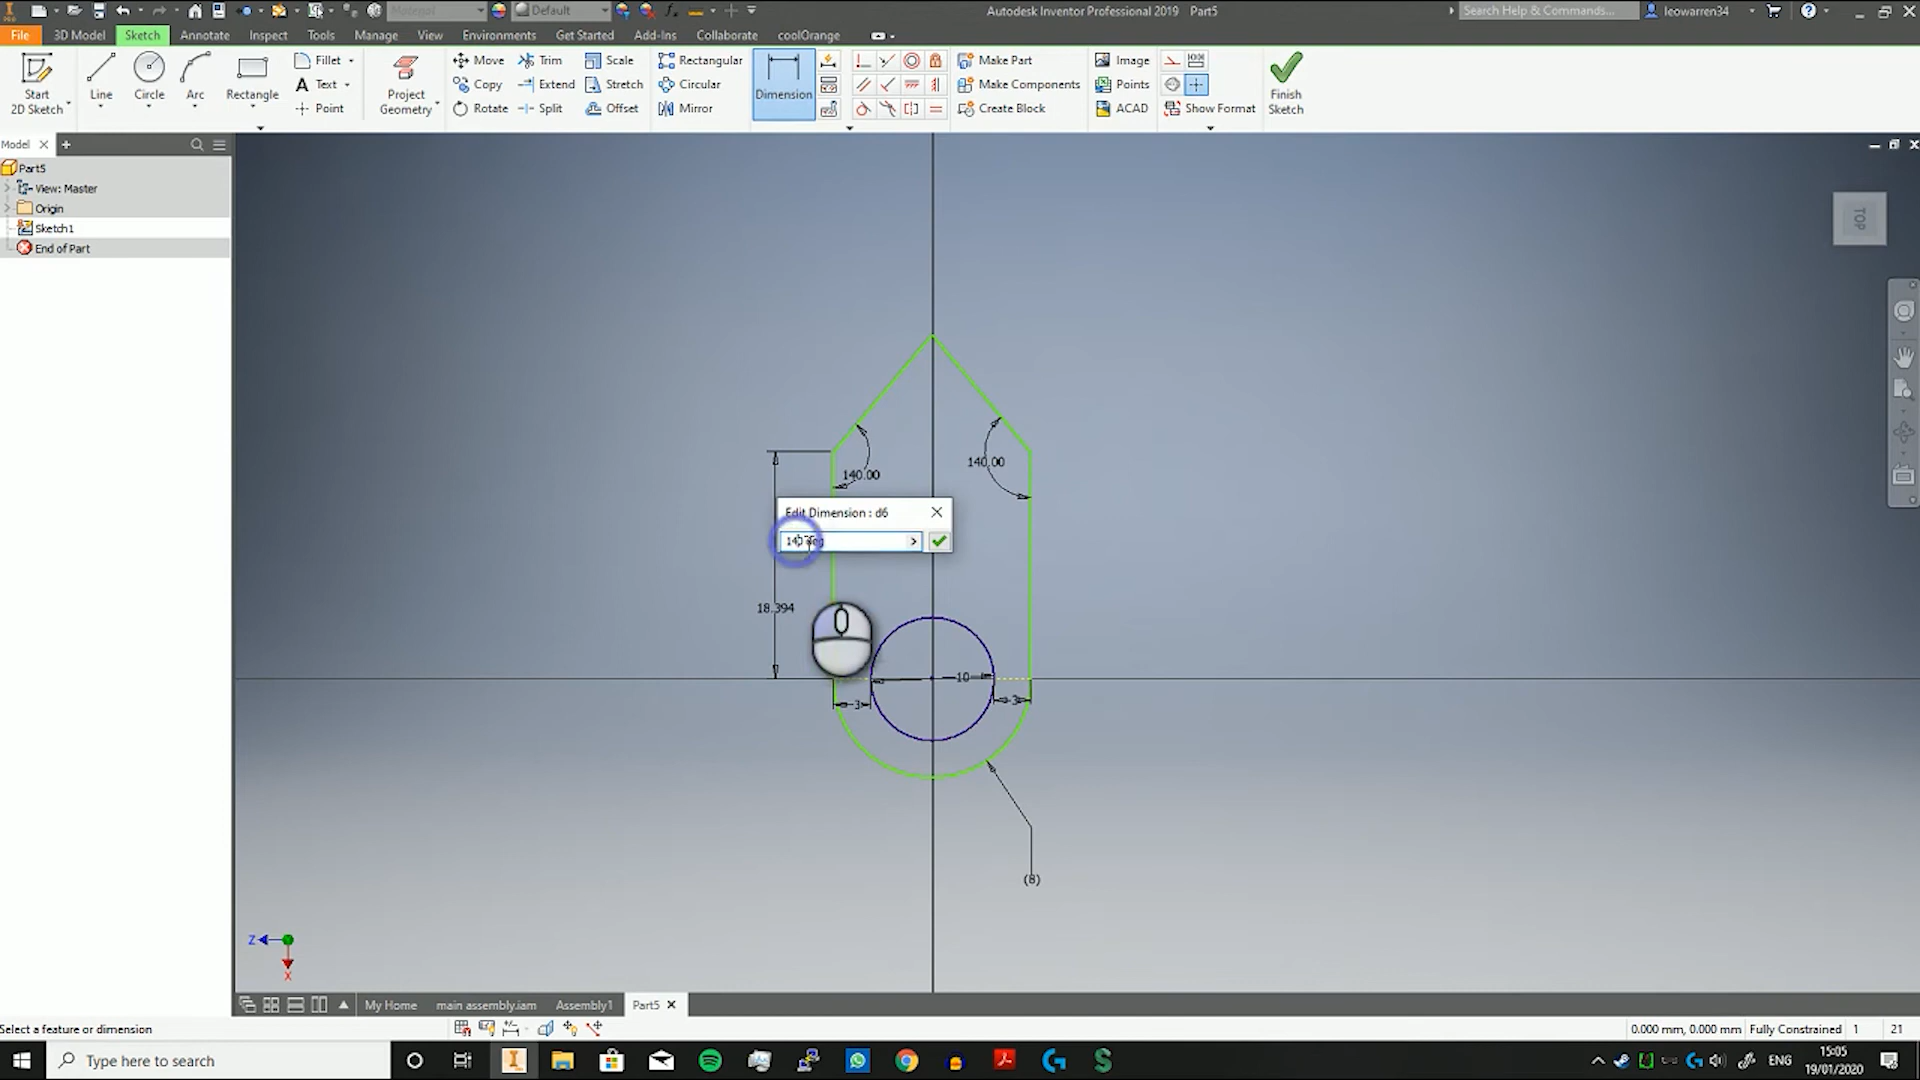 Material
Default
Autodesk Inventor Professional 2019 Part5
Search Help & Commands...
leowarren34
File
3D Model
Sketch
Annotate
Inspect
Tools
Manage
View
Environments
Get Started
Add-Ins
Collaborate
coolOrange
Start
2D Sketch
Line
Circle
Arc
Rectangle
Fillet
Text
Point
Project
Geometry
Move
Copy
Rotate
Trim
Extend
Split
Scale
Stretch
Offset
Rectangular
Circular
Mirror
Dimension
Make Part
Make Components
Create Block
Image
Points
ACAD
Show Format
Finish
Sketch
Model
Part5
View: Master
Origin
Sketch1
End of Part
TOP
140.00
140.00
Edit Dimension : d6
18.394
10
3
3
(8)
Z
X
My Home
main assembly.iam
Assembly1
Part5
Select a feature or dimension
0.000 mm, 0.000 mm Fully Constrained 1 21
Type here to search
ENG
15:05
19/01/2020